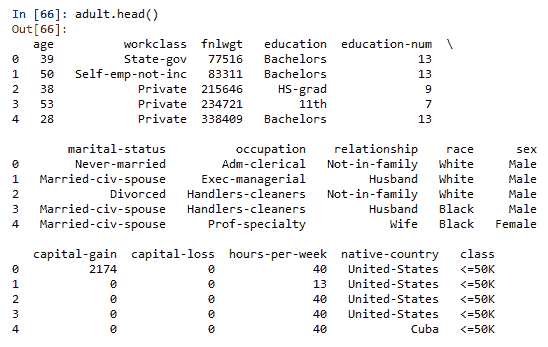 In [66]: adult.head()
Out[66]:
   age         workclass  fnlwgt  education  education-num  \
0   39         State-gov   77516  Bachelors             13
1   50  Self-emp-not-inc   83311  Bachelors             13
2   38           Private  215646    HS-grad              9
3   53           Private  234721       11th              7
4   28           Private  338409  Bachelors             13
       marital-status         occupation   relationship   race     sex
0       Never-married       Adm-clerical  Not-in-family  White    Male
1  Married-civ-spouse    Exec-managerial        Husband  White    Male
2            Divorced  Handlers-cleaners  Not-in-family  White    Male
3  Married-civ-spouse  Handlers-cleaners        Husband  Black    Male
4  Married-civ-spouse     Prof-specialty           Wife  Black  Female
   capital-gain  capital-loss  hours-per-week  native-country  class
0          2174             0              40   United-States  <=50K
1             0             0              13   United-States  <=50K
2             0             0              40   United-States  <=50K
3             0             0              40   United-States  <=50K
4             0             0              40            Cuba  <=50K